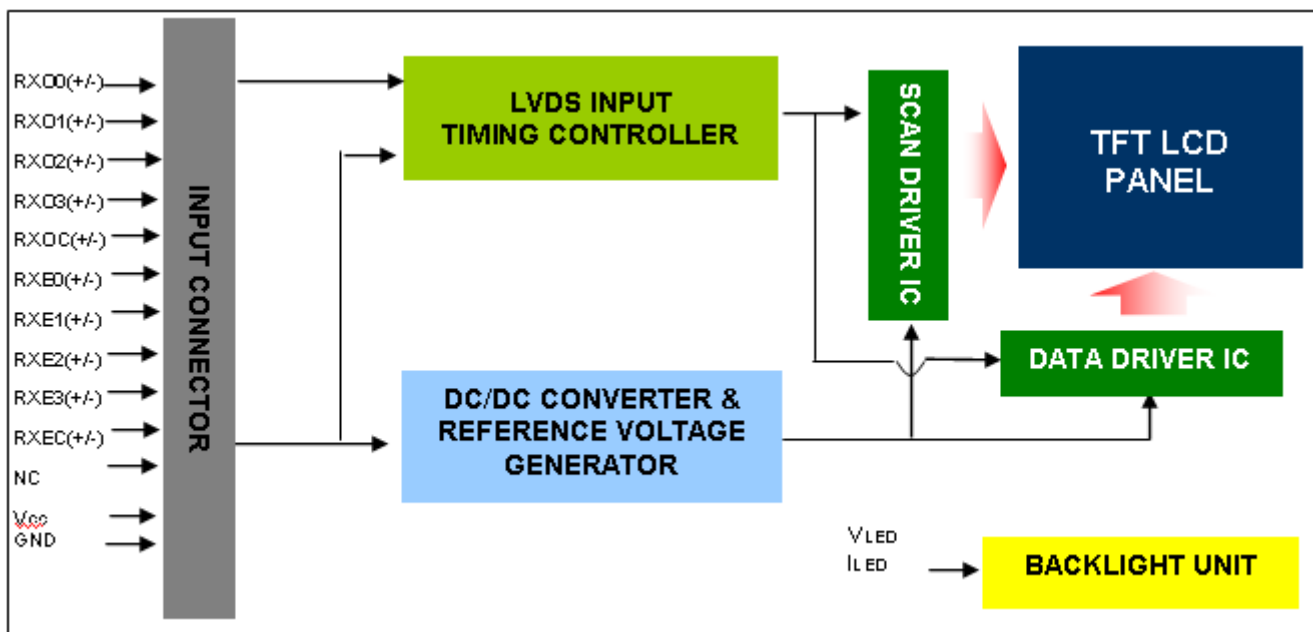 RXO0(+/-)
RXO1(+/-)
RXO2(+/-)
RXO3(+/-)
RXOC(+/-)
RXE0(+/-)
RXE1(+/-)
RXE2(+/-)
RXE3(+/-)
RXEC(+/-)
NC
Vcc
GND
INPUT CONNECTOR
LVDS INPUT
TIMING CONTROLLER
DC/DC CONVERTER &
REFERENCE VOLTAGE
GENERATOR
SCAN DRIVER IC
TFT LCD
PANEL
DATA DRIVER IC
VLED
ILED
BACKLIGHT UNIT